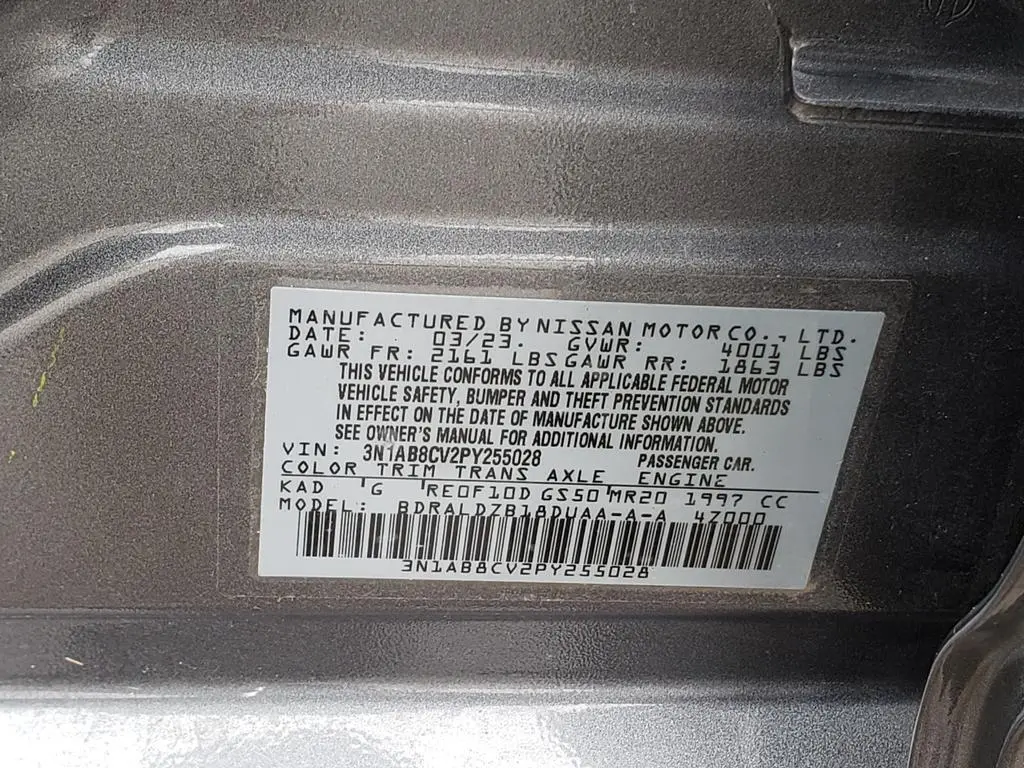 MANUFACTURED BY NISSAN MOTOR CO., LTD.
DATE: 03/23. GVWR: 4001 LBS
GAWR FR: 2161 LBS GAWR RR: 1863 LBS
THIS VEHICLE CONFORMS TO ALL APPLICABLE FEDERAL MOTOR
VEHICLE SAFETY, BUMPER AND THEFT PREVENTION STANDARDS
IN EFFECT ON THE DATE OF MANUFACTURE SHOWN ABOVE.
SEE OWNER'S MANUAL FOR ADDITIONAL INFORMATION.
VIN: 3N1AB8CV2PY255028 PASSENGER CAR.
COLOR TRIM TRANS AXLE ENGINE
KAD G RE0F10D GS50 MR20 1997 CC
MODEL: BDRALDZB18DUAA-A-A 47000
3N1AB8CV2PY255028